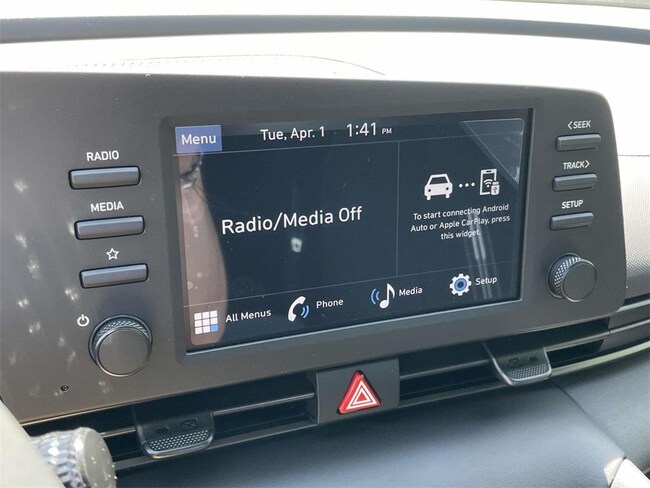 Menu Tue, Apr. 1 1:41 PM
RADIO
MEDIA
Radio/Media Off
To start connecting Android
Auto or Apple CarPlay, press
this widget.
All Menus
Phone
Media
Setup
<SEEK
TRACK>
SETUP